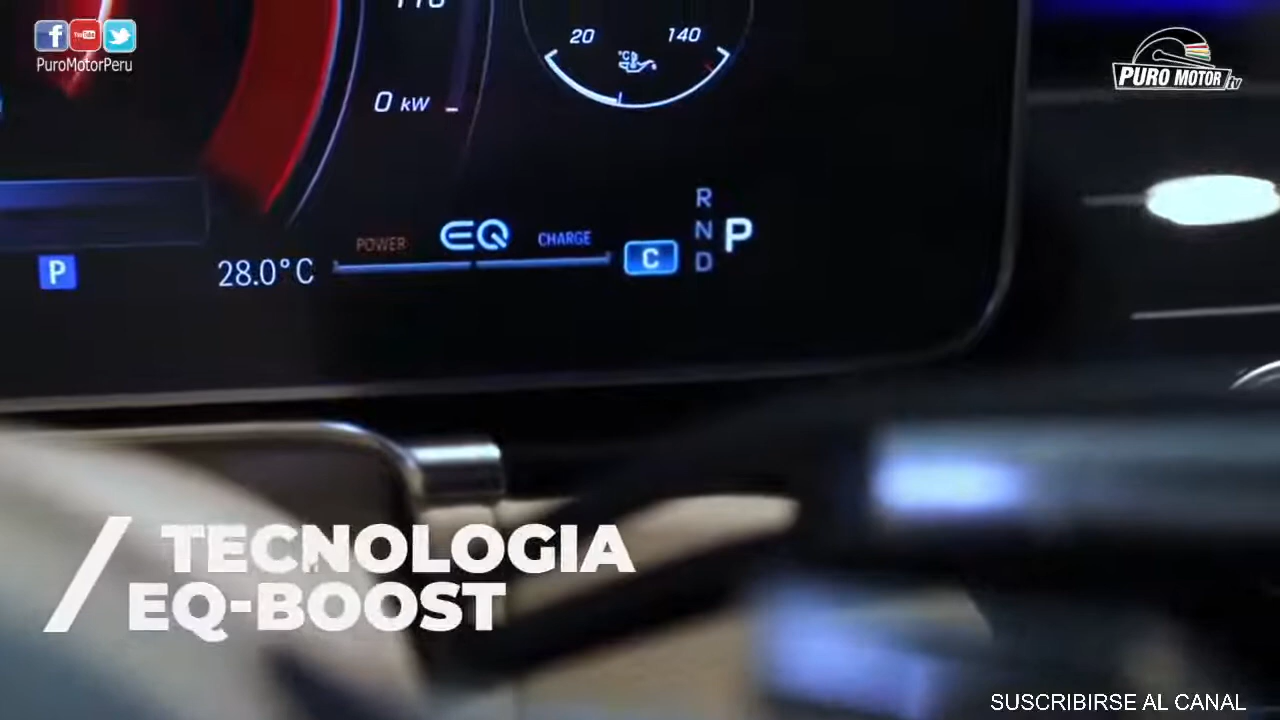 PuroMotorPeru
PURO MOTOR tv
20
140
°C
0 kW
R
N
D
P
POWER
EQ
CHARGE
C
P
28.0°C
TECNOLOGIA
EQ-BOOST
SUSCRIBIRSE AL CANAL